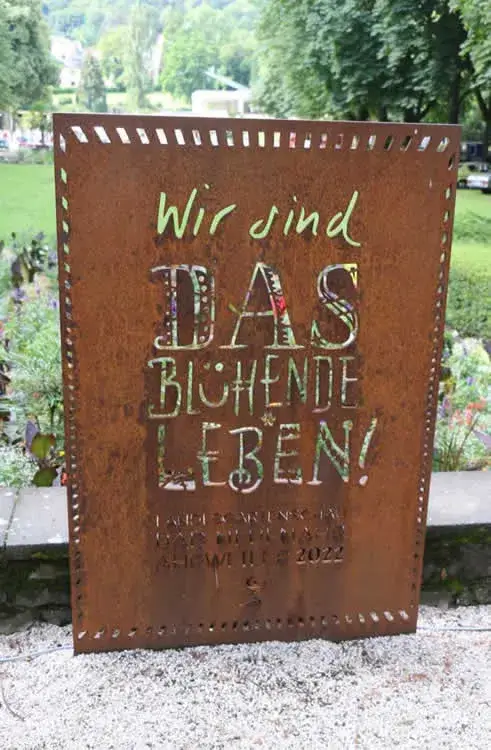 Wir sind
DAS
BLÜHENDE
LEBEN!
LANDESGARTENSCHAU
BAD NEUENAHR
AHRWEILER 2022